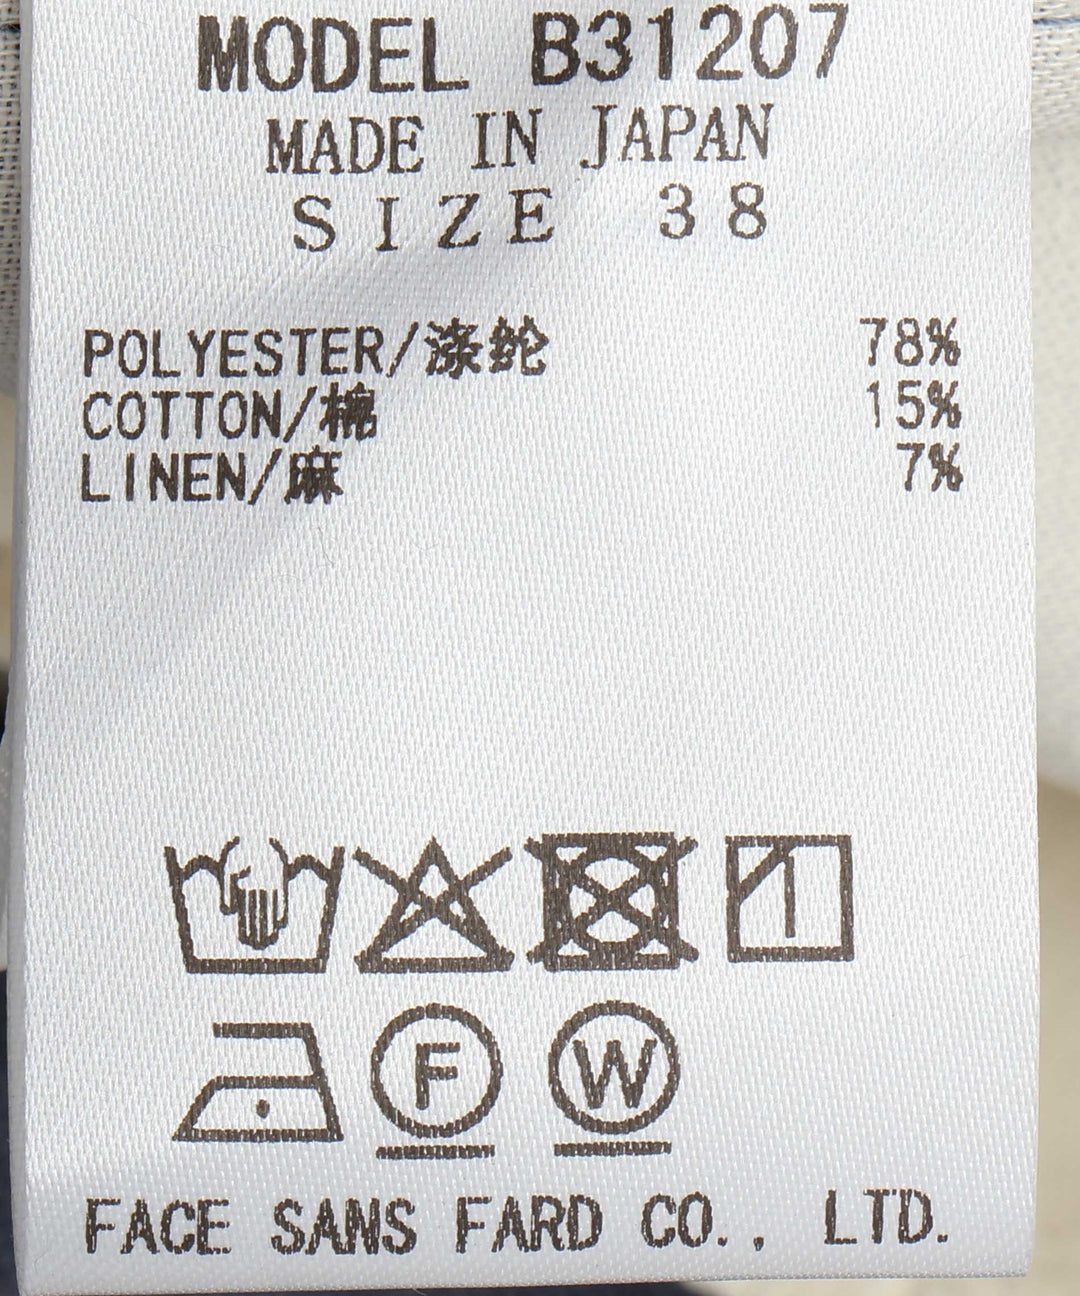 MODEL B31207
MADE IN JAPAN
SIZE 38
POLYESTER/涤纶 78%
COTTON/棉 15%
LINEN/麻 7%
F W
FACE SANS FARD CO., LTD.